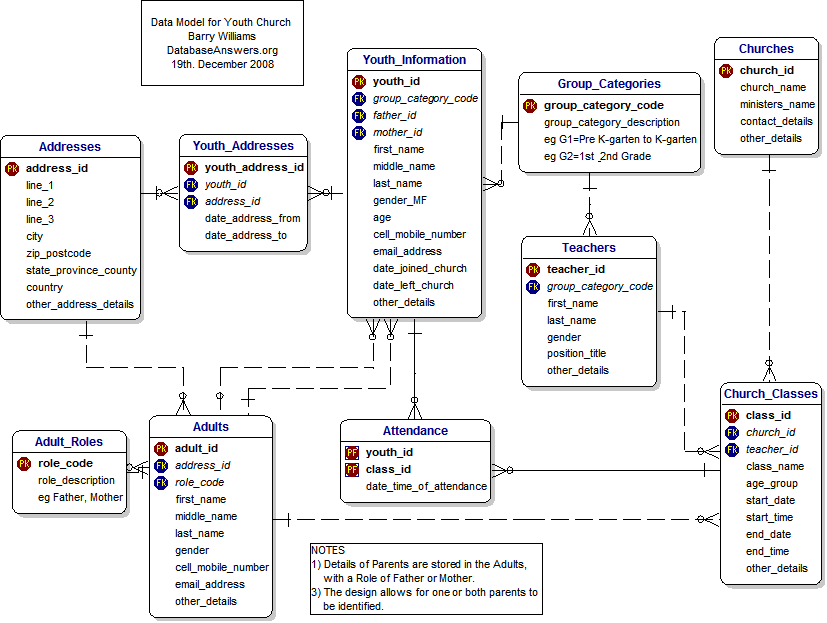 Data Model for Youth Church
Barry Williams
DatabaseAnswers.org
19th. December 2008
Youth_Information
PK youth_id
FK group_category_code
FK father_id
FK mother_id
first_name
middle_name
last_name
gender_MF
age
cell_mobile_number
email_address
date_joined_church
date_left_church
other_details
Group_Categories
PK group_category_code
group_category_description
eg G1=Pre K-garten to K-garten
eg G2=1st ,2nd Grade
Churches
PK church_id
church_name
ministers_name
contact_details
other_details
Addresses
PK address_id
line_1
line_2
line_3
city
zip_postcode
state_province_county
country
other_address_details
Youth_Addresses
PK youth_address_id
FK youth_id
FK address_id
date_address_from
date_address_to
Teachers
PK teacher_id
FK group_category_code
first_name
last_name
gender
position_title
other_details
Church_Classes
PK class_id
FK church_id
FK teacher_id
class_name
age_group
start_date
start_time
end_date
end_time
other_details
Adult_Roles
PK role_code
role_description
eg Father, Mother
Adults
PK adult_id
FK address_id
FK role_code
first_name
middle_name
last_name
gender
cell_mobile_number
email_address
other_details
Attendance
PF youth_id
PF class_id
date_time_of_attendance
NOTES
1) Details of Parents are stored in the Adults,
with a Role of Father or Mother.
3) The design allows for one or both parents to
be identified.